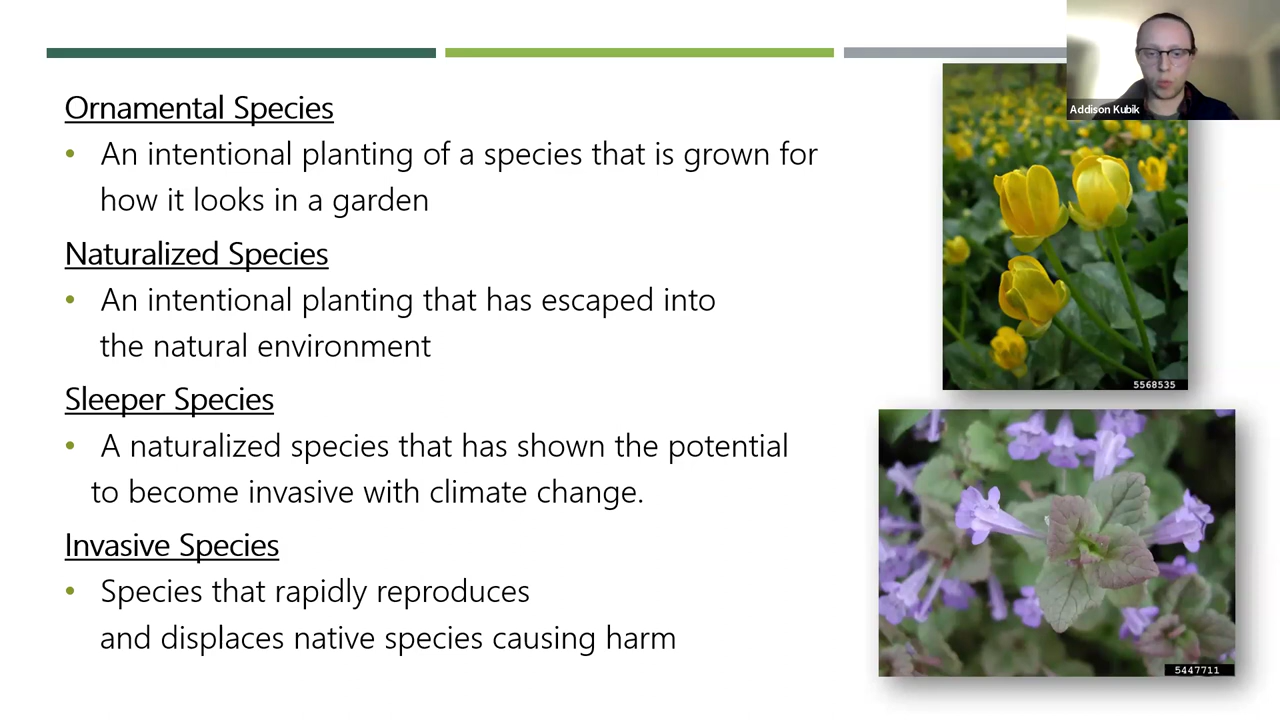 Addison Kubik
Ornamental Species
• An intentional planting of a species that is grown for
how it looks in a garden
Naturalized Species
• An intentional planting that has escaped into
the natural environment
Sleeper Species
• A naturalized species that has shown the potential
to become invasive with climate change.
Invasive Species
• Species that rapidly reproduces
and displaces native species causing harm
5568535
5447711